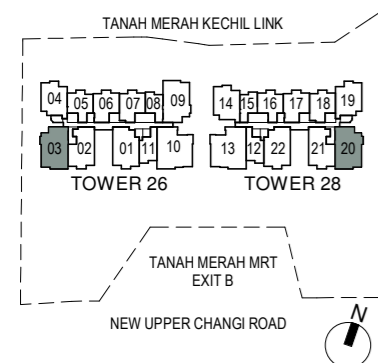 TANAH MERAH KECHIL LINK
04 05 06 07 08 09 14 15 16 17 18 19
03 02 01 11 10 13 12 22 21 20
TOWER 26 TOWER 28
TANAH MERAH MRT
EXIT B
NEW UPPER CHANGI ROAD
N